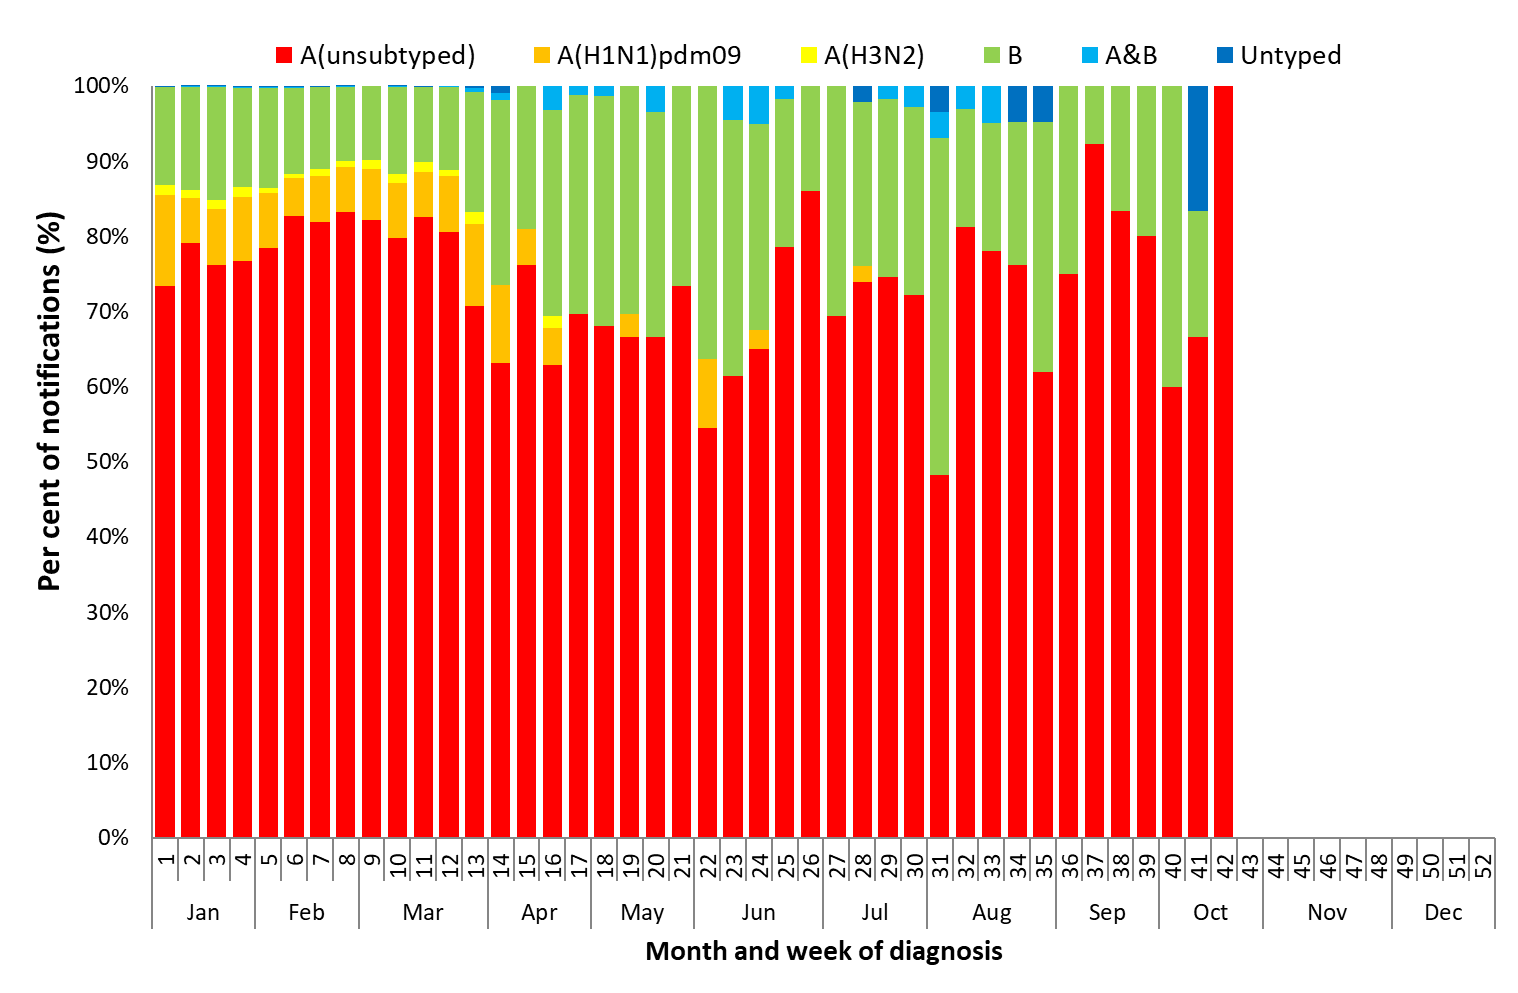 A(unsubtyped) A(H1N1)pdm09 A(H3N2) B A&B Untyped
Per cent of notifications (%)
100%
90%
80%
70%
60%
50%
40%
30%
20%
10%
0%
1 2 3 4 5 6 7 8 9 10 11 12 13 14 15 16 17 18 19 20 21 22 23 24 25 26 27 28 29 30 31 32 33 34 35 36 37 38 39 40 41 42 43 44 45 46 47 48 49 50 51 52
Jan Feb Mar Apr May Jun Jul Aug Sep Oct Nov Dec
Month and week of diagnosis